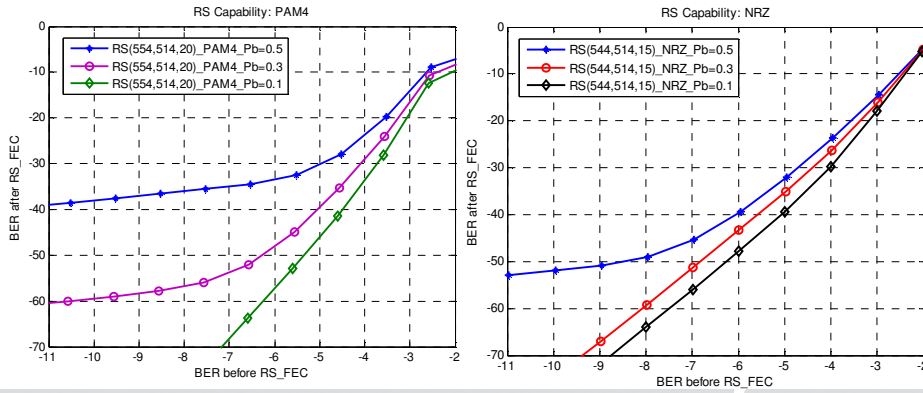 RS Capability: PAM4
RS(554,514,20)_PAM4_Pb=0.5
RS(554,514,20)_PAM4_Pb=0.3
RS(554,514,20)_PAM4_Pb=0.1
BER after RS_FEC
0
-10
-20
-30
-40
-50
-60
-70
-11 -10 -9 -8 -7 -6 -5 -4 -3 -2
BER before RS_FEC
RS Capability: NRZ
RS(544,514,15)_NRZ_Pb=0.5
RS(544,514,15)_NRZ_Pb=0.3
RS(544,514,15)_NRZ_Pb=0.1
BER after RS_FEC
0
-10
-20
-30
-40
-50
-60
-70
-11 -10 -9 -8 -7 -6 -5 -4 -3 -2
BER before RS_FEC